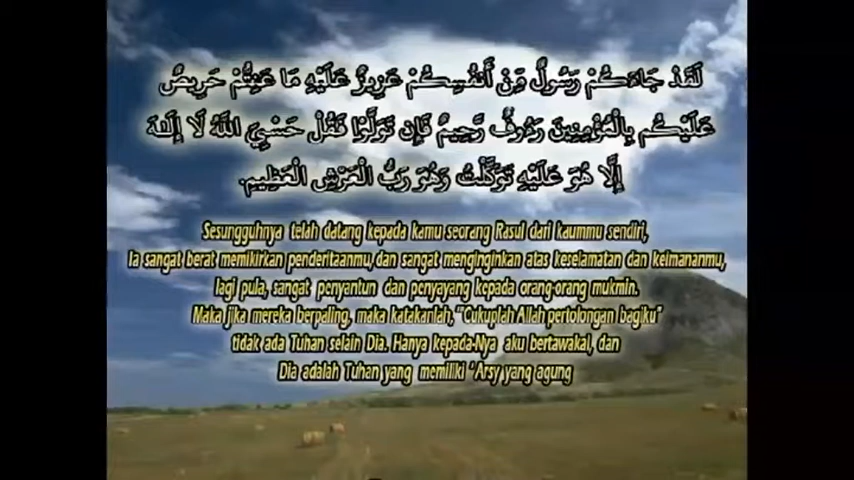 لَقَدْ جَاءَكُمْ رَسُولٌ مِّنْ أَنفُسِكُمْ عَزِيزٌ عَلَيْهِ مَا عَنِتُّمْ حَرِيصٌ
عَلَيْكُم بِالْمُؤْمِنِينَ رَءُوفٌ رَّحِيمٌ فَإِن تَوَلَّوْا فَقُلْ حَسْبِيَ اللَّهُ لَا إِلَـٰهَ
إِلَّا هُوَ عَلَيْهِ تَوَكَّلْتُ وَهُوَ رَبُّ الْعَرْشِ الْعَظِيمِ.
Sesungguhnya telah datang kepada kamu seorang Rasul dari kaummu sendiri,
Ia sangat berat memikirkan penderitaanmu, dan sangat menginginkan atas keselamatan dan keimananmu,
lagi pula, sangat penyantun dan penyayang kepada orang-orang mukmin.
Maka jika mereka berpaling, maka katakanlah, "Cukuplah Allah pertolongan bagiku"
tidak ada Tuhan selain Dia. Hanya kepada-Nya aku bertawakal, dan
Dia adalah Tuhan yang memiliki 'Arsy yang agung